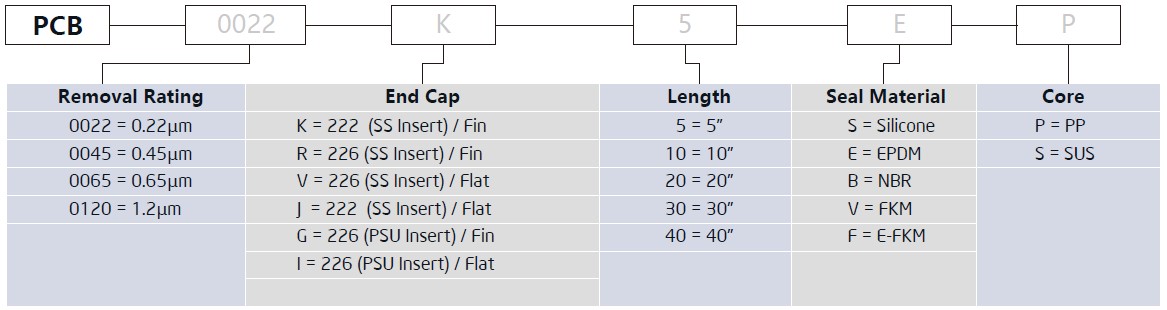 PCB 0022 K 5 E P
Removal Rating End Cap Length Seal Material Core
0022 = 0.22µm K = 222 (SS Insert) / Fin 5 = 5” S = Silicone P = PP
0045 = 0.45µm R = 226 (SS Insert) / Fin 10 = 10” E = EPDM S = SUS
0065 = 0.65µm V = 226 (SS Insert) / Flat 20 = 20” B = NBR
0120 = 1.2µm J = 222 (SS Insert) / Flat 30 = 30” V = FKM
G = 226 (PSU Insert) / Fin 40 = 40” F = E-FKM
I = 226 (PSU Insert) / Flat